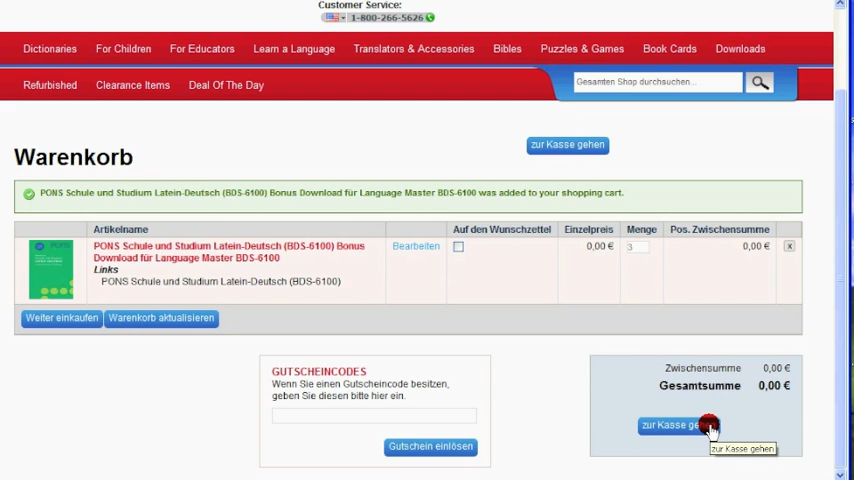 Customer Service:
1-800-266-5626
Dictionaries For Children For Educators Learn a Language Translators & Accessories Bibles Puzzles & Games Book Cards Downloads
Refurbished Clearance Items Deal Of The Day
Gesamten Shop durchsuchen...
Warenkorb
zur Kasse gehen
PONS Schule und Studium Latein-Deutsch (BDS-6100) Bonus Download für Language Master BDS-6100 was added to your shopping cart.
Artikelname Auf den Wunschzettel Einzelpreis Menge Pos. Zwischensumme
PONS Schule und Studium Latein-Deutsch (BDS-6100) Bonus Bearbeiten 0,00 € 3 0,00 € x
Download für Language Master BDS-6100
Links
PONS Schule und Studium Latein-Deutsch (BDS-6100)
PONS
Weiter einkaufen Warenkorb aktualisieren
GUTSCHEINCODES
Wenn Sie einen Gutscheincode besitzen,
geben Sie diesen bitte hier ein.
Gutschein einlösen
Zwischensumme 0,00 €
Gesamtsumme 0,00 €
zur Kasse
zur Kasse gehen